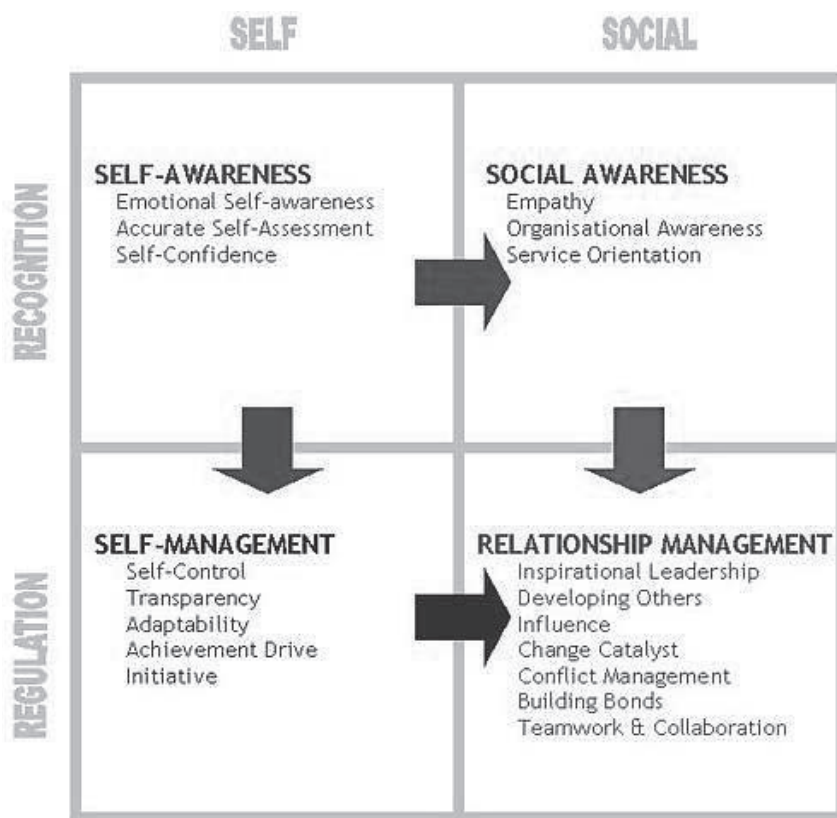 SELF
SOCIAL
RECOGNITION
SELF-AWARENESS
Emotional Self-awareness
Accurate Self-Assessment
Self-Confidence
SOCIAL AWARENESS
Empathy
Organisational Awareness
Service Orientation
REGULATION
SELF-MANAGEMENT
Self-Control
Transparency
Adaptability
Achievement Drive
Initiative
RELATIONSHIP MANAGEMENT
Inspirational Leadership
Developing Others
Influence
Change Catalyst
Conflict Management
Building Bonds
Teamwork & Collaboration